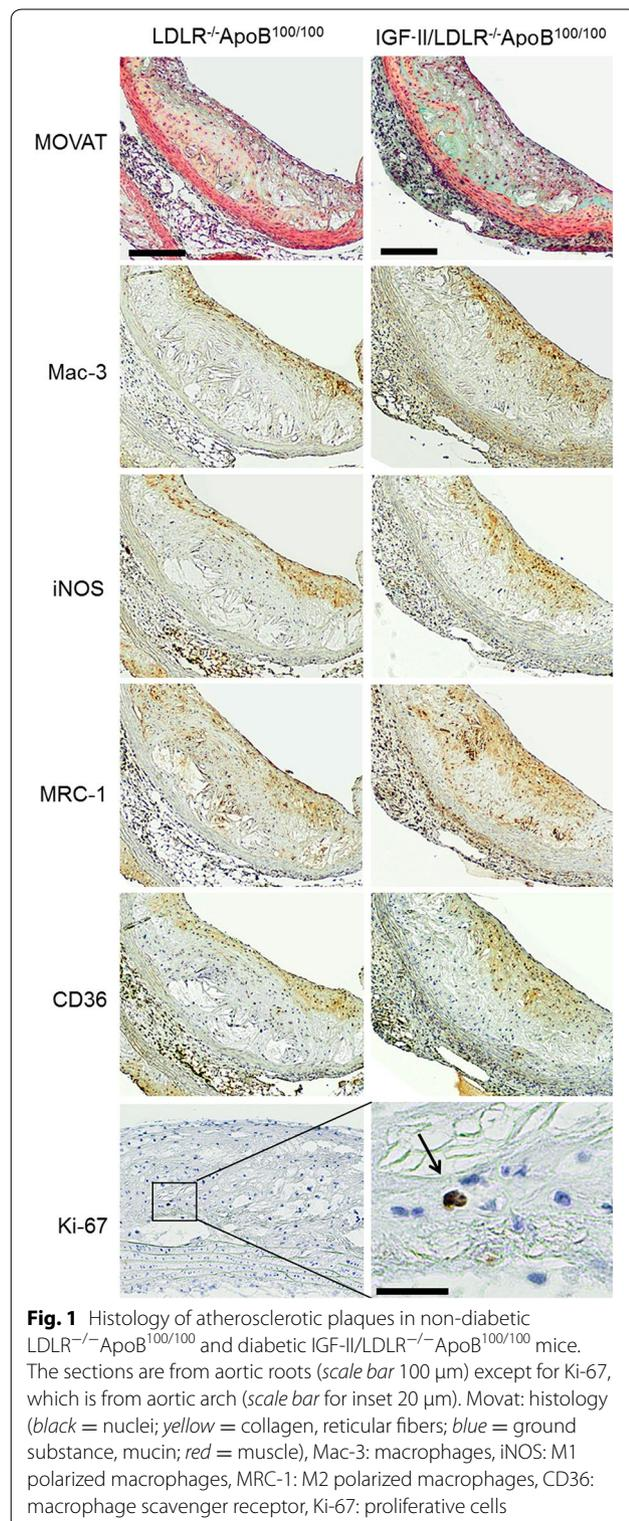 LDLR⁻/⁻ApoB¹⁰⁰/¹⁰⁰ IGF-II/LDLR⁻/⁻ApoB¹⁰⁰/¹⁰⁰
MOVAT
Mac-3
iNOS
MRC-1
CD36
Ki-67
Fig. 1 Histology of atherosclerotic plaques in non-diabetic
LDLR⁻/⁻ApoB¹⁰⁰/¹⁰⁰ and diabetic IGF-II/LDLR⁻/⁻ApoB¹⁰⁰/¹⁰⁰ mice.
The sections are from aortic roots (scale bar 100 μm) except for Ki-67,
which is from aortic arch (scale bar for inset 20 μm). Movat: histology
(black = nuclei; yellow = collagen, reticular fibers; blue = ground
substance, mucin; red = muscle), Mac-3: macrophages, iNOS: M1
polarized macrophages, MRC-1: M2 polarized macrophages, CD36:
macrophage scavenger receptor, Ki-67: proliferative cells